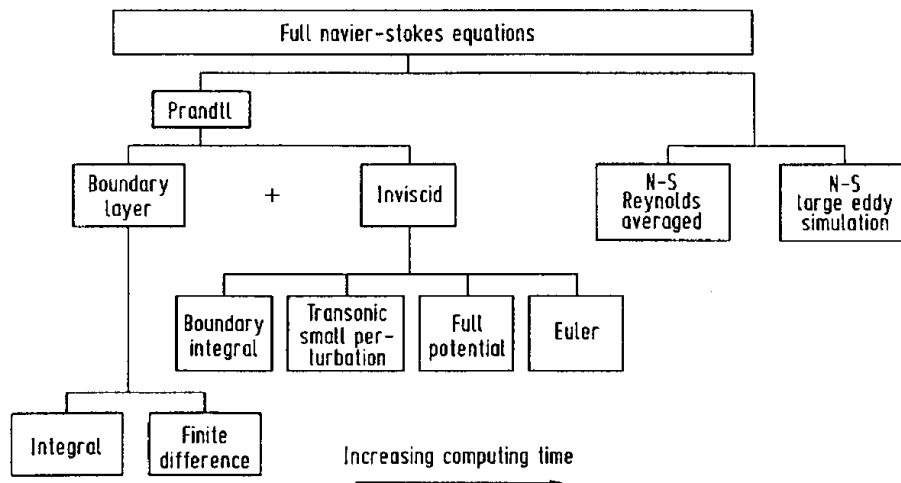 Full navier-stokes equations
Prandtl
Boundary
layer
+
Inviscid
N-S
Reynolds
averaged
N-S
large eddy
simulation
Boundary
integral
Transonic
small per-
turbation
Full
potential
Euler
Integral
Finite
difference
Increasing computing time